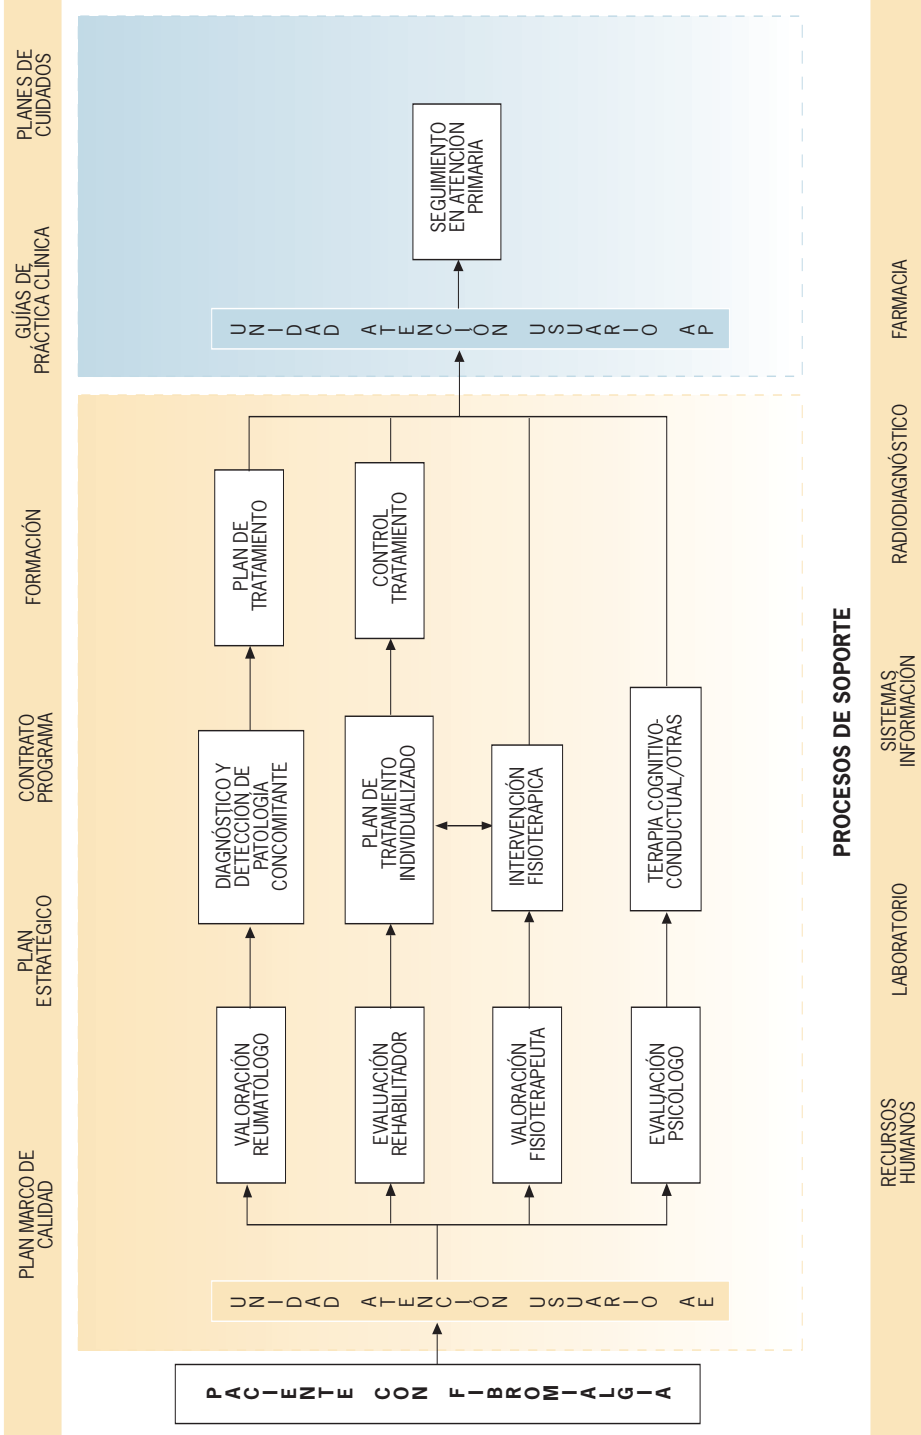 PLAN MARCO DE
CALIDAD
PLAN
ESTRATÉGICO
CONTRATO
PROGRAMA
FORMACIÓN
GUÍAS DE
PRÁCTICA CLÍNICA
PLANES DE
CUIDADOS
PACIENTE CON FIBROMIALGIA
UNIDAD ATENCIÓN USUARIO AE
VALORACIÓN
REUMATÓLOGO
DIAGNÓSTICO Y
DETECCIÓN DE
PATOLOGÍA
CONCOMITANTE
PLAN DE
TRATAMIENTO
EVALUACIÓN
REHABILITADOR
PLAN DE
TRATAMIENTO
INDIVIDUALIZADO
CONTROL
TRATAMIENTO
VALORACIÓN
FISIOTERAPEUTA
INTERVENCIÓN
FISIOTERÁPICA
EVALUACIÓN
PSICÓLOGO
TERAPIA COGNITIVO-
CONDUCTUAL/OTRAS
UNIDAD ATENCIÓN USUARIO AP
SEGUIMIENTO
EN ATENCIÓN
PRIMARIA
PROCESOS DE SOPORTE
RECURSOS
HUMANOS
LABORATORIO
SISTEMAS
INFORMACIÓN
RADIODIAGNÓSTICO
FARMACIA